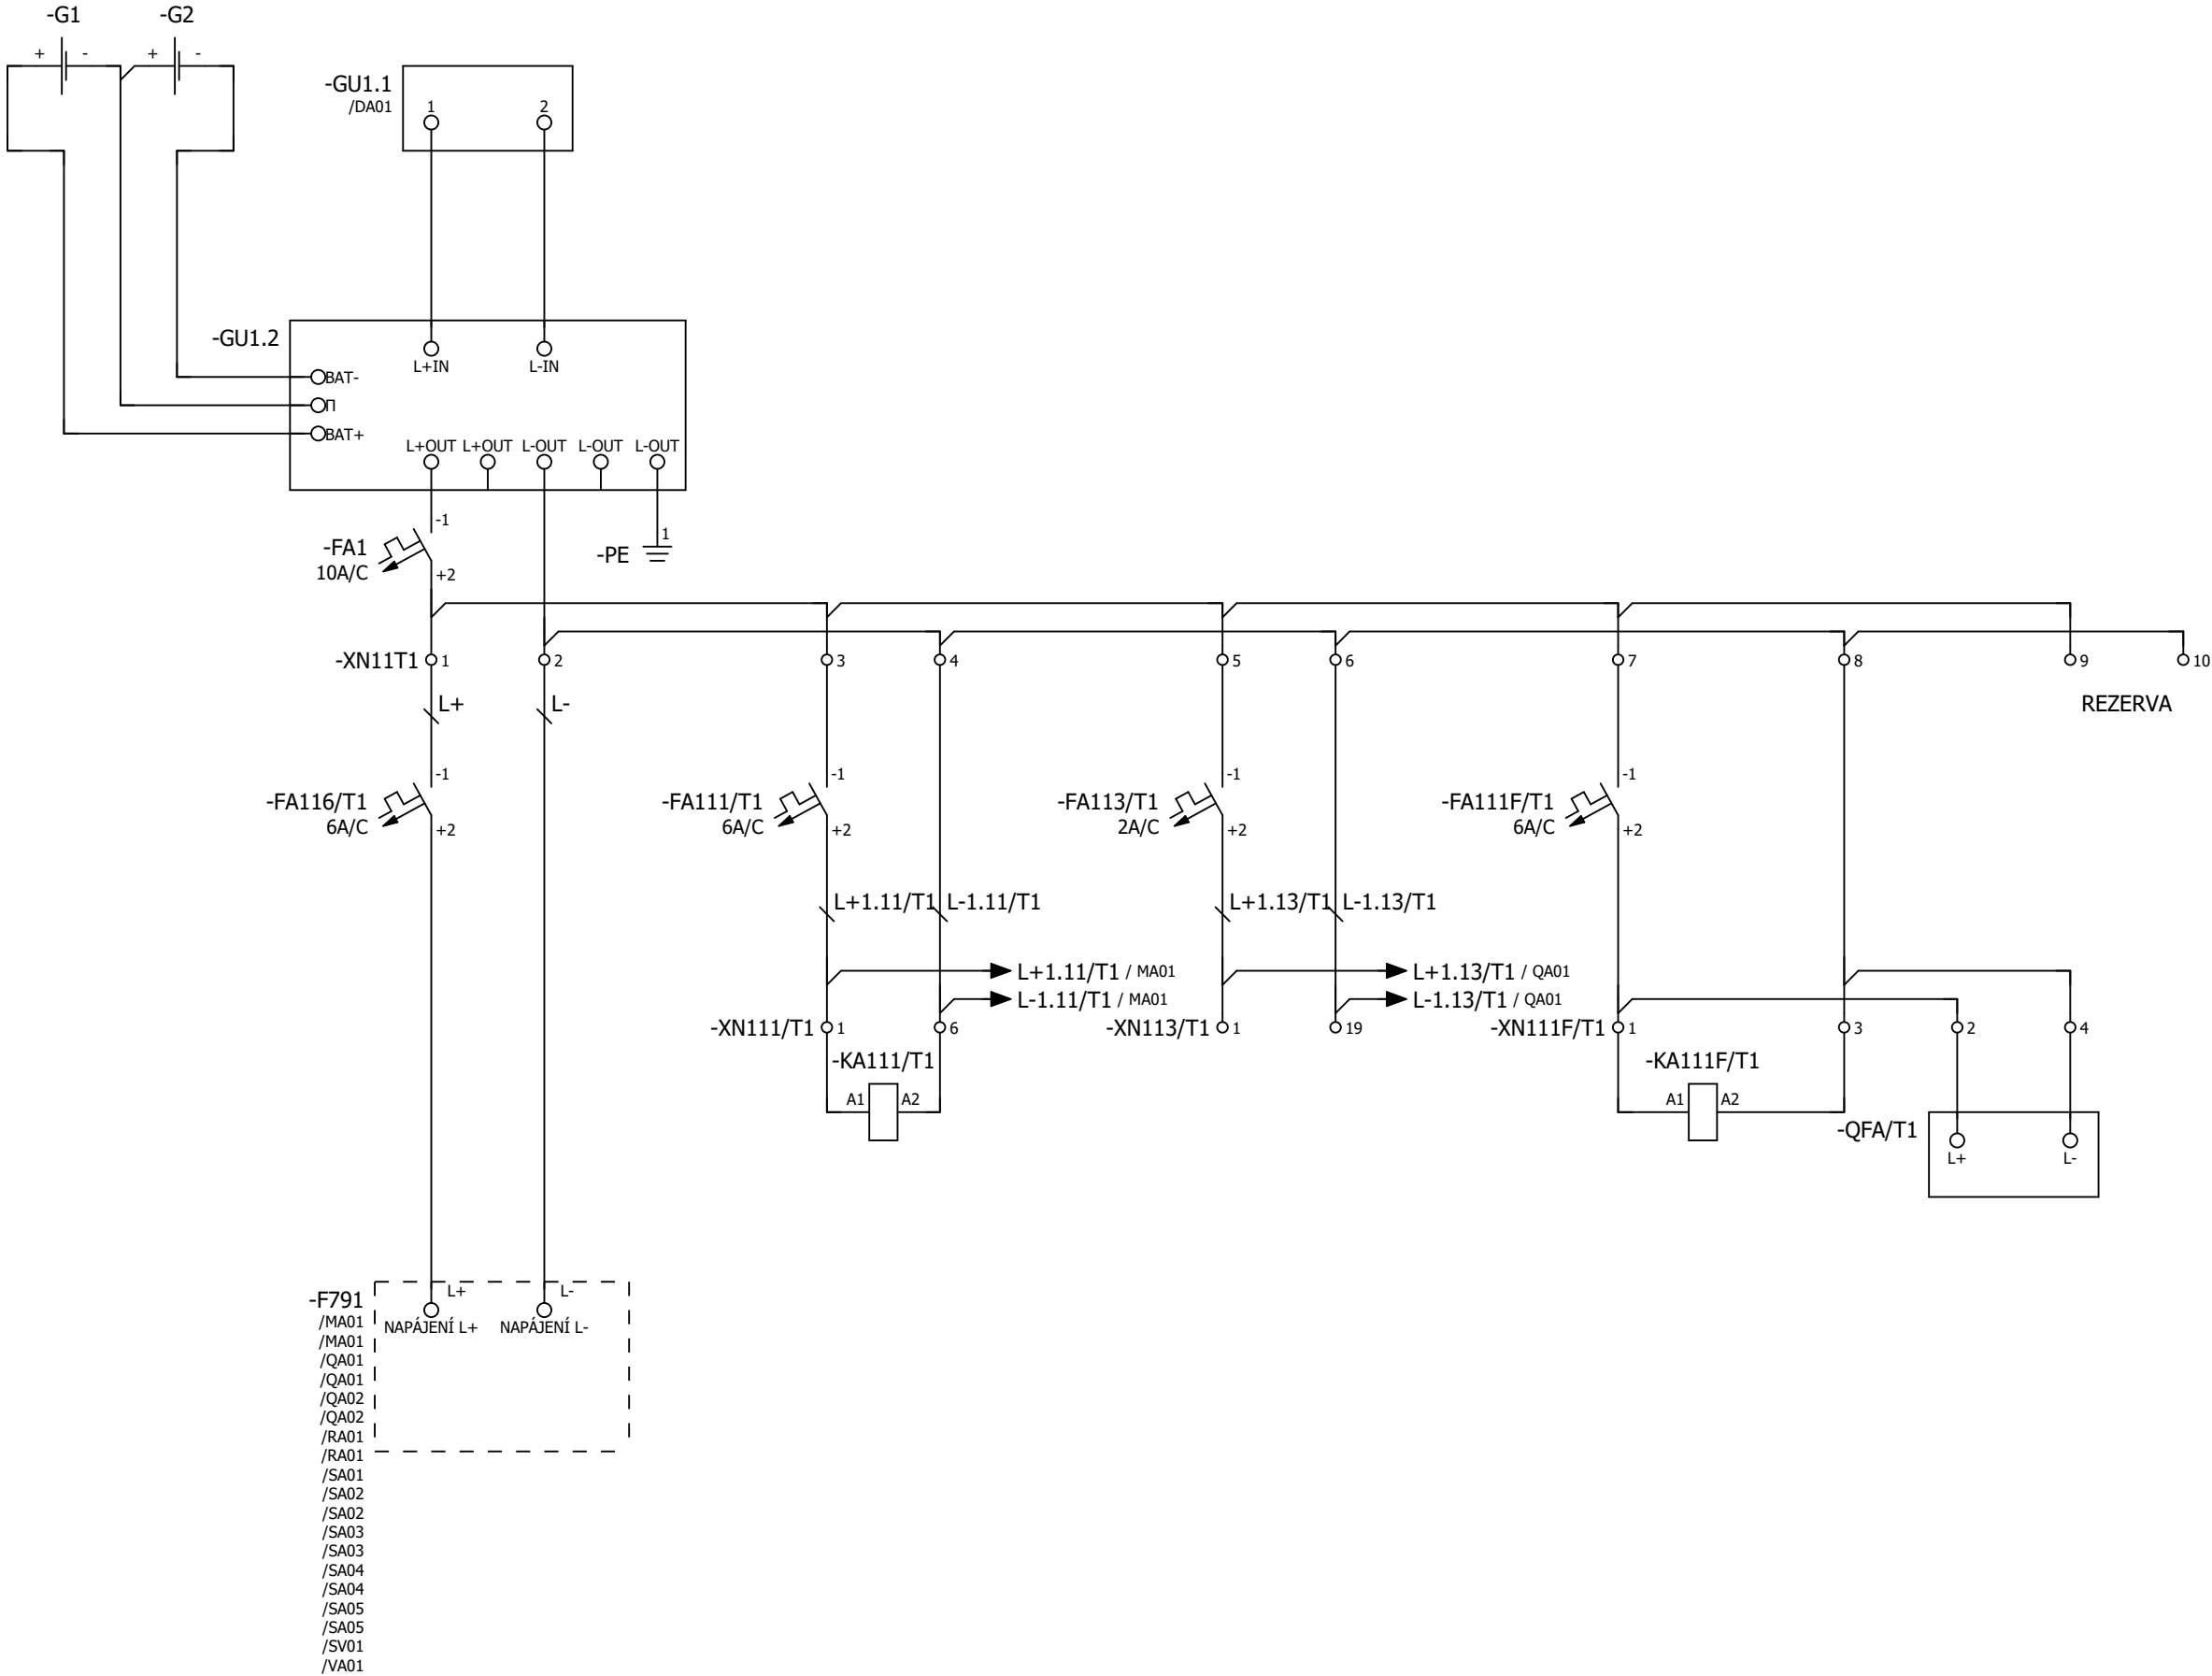 -G1
-G2
+
-
+
-
-GU1.1
/DA01
1
2
-GU1.2
L+IN
L-IN
BAT-
П
BAT+
L+OUT
L+OUT
L-OUT
L-OUT
L-OUT
-1
-FA1
10A/C
+2
1
-PE
-XN11T1
1
2
3
4
5
6
7
8
9
10
L+
L-
REZERVA
-1
-FA116/T1
6A/C
+2
-1
-FA111/T1
6A/C
+2
-1
-FA113/T1
2A/C
+2
-1
-FA111F/T1
6A/C
+2
L+1.11/T1
L-1.11/T1
L+1.13/T1
L-1.13/T1
L+1.11/T1 / MA01
L-1.11/T1 / MA01
L+1.13/T1 / QA01
L-1.13/T1 / QA01
-XN111/T1
1
6
-XN113/T1
1
19
-XN111F/T1
1
3
2
4
-KA111/T1
A1
A2
-KA111F/T1
A1
A2
-QFA/T1
L+
L-
-F791
L+
L-
NAPÁJENÍ L+
NAPÁJENÍ L-
/MA01
/MA01
/QA01
/QA01
/QA02
/QA02
/RA01
/RA01
/SA01
/SA02
/SA02
/SA03
/SA03
/SA04
/SA04
/SA05
/SA05
/SV01
/VA01